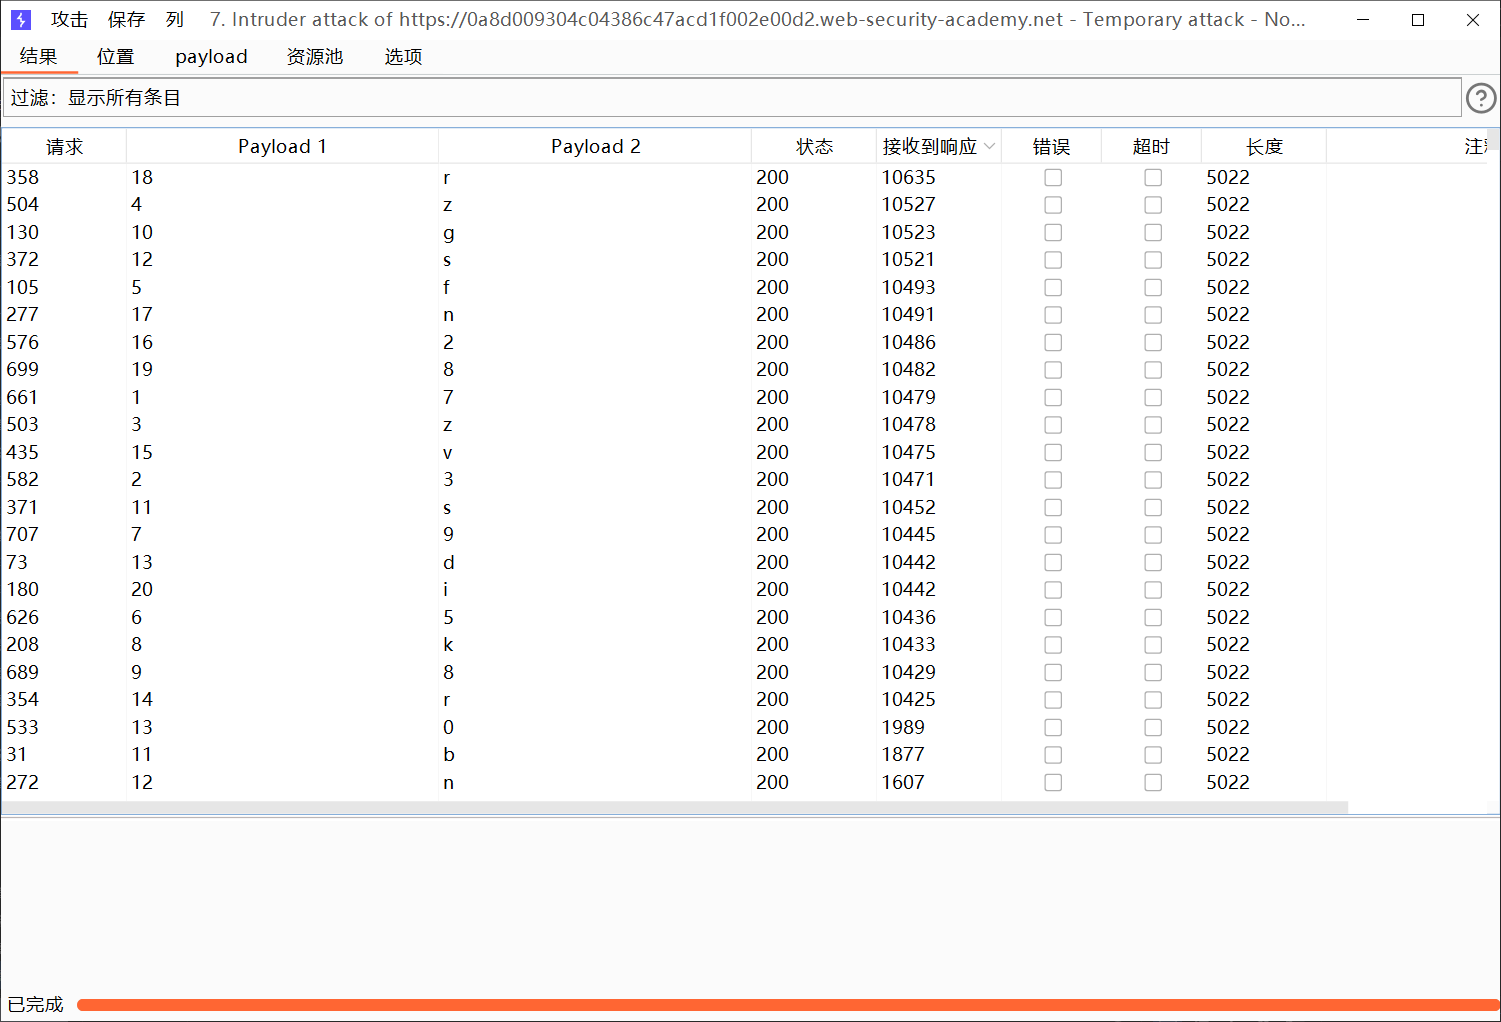 攻击 保存 列 7. Intruder attack of https://0a8d009304c04386c47acd1f002e00d2.web-security-academy.net - Temporary attack - No...
结果 位置 payload 资源池 选项
过滤：显示所有条目 ?
请求 Payload 1 Payload 2 状态 接收到响应 错误 超时 长度
358 18 r 200 10635 5022
504 4 z 200 10527 5022
130 10 g 200 10523 5022
372 12 s 200 10521 5022
105 5 f 200 10493 5022
277 17 n 200 10491 5022
576 16 2 200 10486 5022
699 19 8 200 10482 5022
661 1 7 200 10479 5022
503 3 z 200 10478 5022
435 15 v 200 10475 5022
582 2 3 200 10471 5022
371 11 s 200 10452 5022
707 7 9 200 10445 5022
73 13 d 200 10442 5022
180 20 i 200 10442 5022
626 6 5 200 10436 5022
208 8 k 200 10433 5022
689 9 8 200 10429 5022
354 14 r 200 10425 5022
533 13 0 200 1989 5022
31 11 b 200 1877 5022
272 12 n 200 1607 5022
已完成